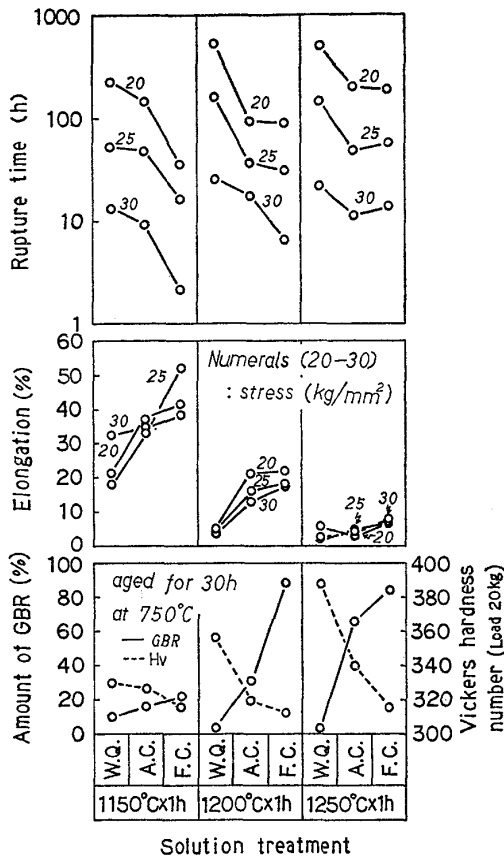 Rupture time (h)
1000
100
10
1
20
25
30
20
25
30
20
25
30
Elongation (%)
60
50
40
30
20
10
0
25
30
20
Numerals (20-30)
: stress (kg/mm²)
20
25
30
25
30
20
Amount of GBR (%)
100
80
60
40
20
0
aged for 30h
at 750°C
GBR
Hv
400
380
360
340
320
300
Vickers hardness
number (Load 20kg)
W.Q. A.C. F.C. W.Q. A.C. F.C. W.Q. A.C. F.C.
1150°Cx1h 1200°Cx1h 1250°Cx1h
Solution treatment